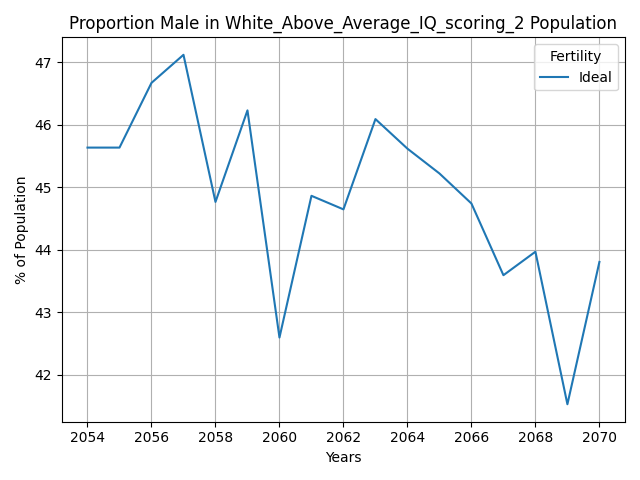 Proportion Male in White_Above_Average_IQ_scoring_2 Population
Fertility
Ideal
47
46
45
44
43
42
% of Population
2054 2056 2058 2060 2062 2064 2066 2068 2070
Years